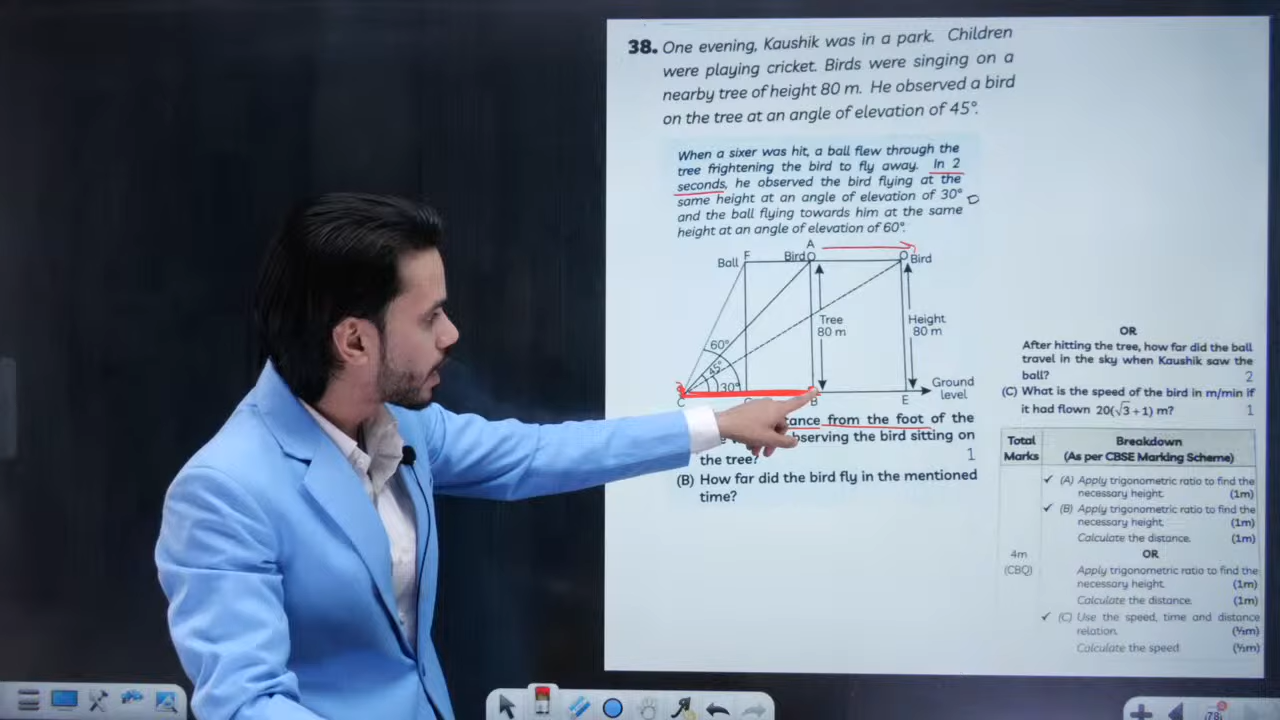 38. One evening, Kaushik was in a park. Children
were playing cricket. Birds were singing on a
nearby tree of height 80 m. He observed a bird
on the tree at an angle of elevation of 45°.
When a sixer was hit, a ball flew through the
tree frightening the bird to fly away. In 2
seconds, he observed the bird flying at the
same height at an angle of elevation of 30°
and the ball flying towards him at the same
height at an angle of elevation of 60°.
A
Ball F Bird Bird
Tree
80 m
Height
80 m
60°
45°
30°
C B E
Ground
level
tance from the foot of the
bserving the bird sitting on
the tree? 1
(B) How far did the bird fly in the mentioned
time?
OR
After hitting the tree, how far did the ball
travel in the sky when Kaushik saw the
ball? 2
(C) What is the speed of the bird in m/min if
it had flown 20(√3 + 1) m? 1
Total
Marks
Breakdown
(As per CBSE Marking Scheme)
4m
(CBQ)
✓ (A) Apply trigonometric ratio to find the
necessary height. (1m)
✓ (B) Apply trigonometric ratio to find the
necessary height. (1m)
Calculate the distance. (1m)
OR
Apply trigonometric ratio to find the
necessary height. (1m)
Calculate the distance. (1m)
✓ (C) Use the speed, time and distance
relation. (½m)
Calculate the speed (½m)
78